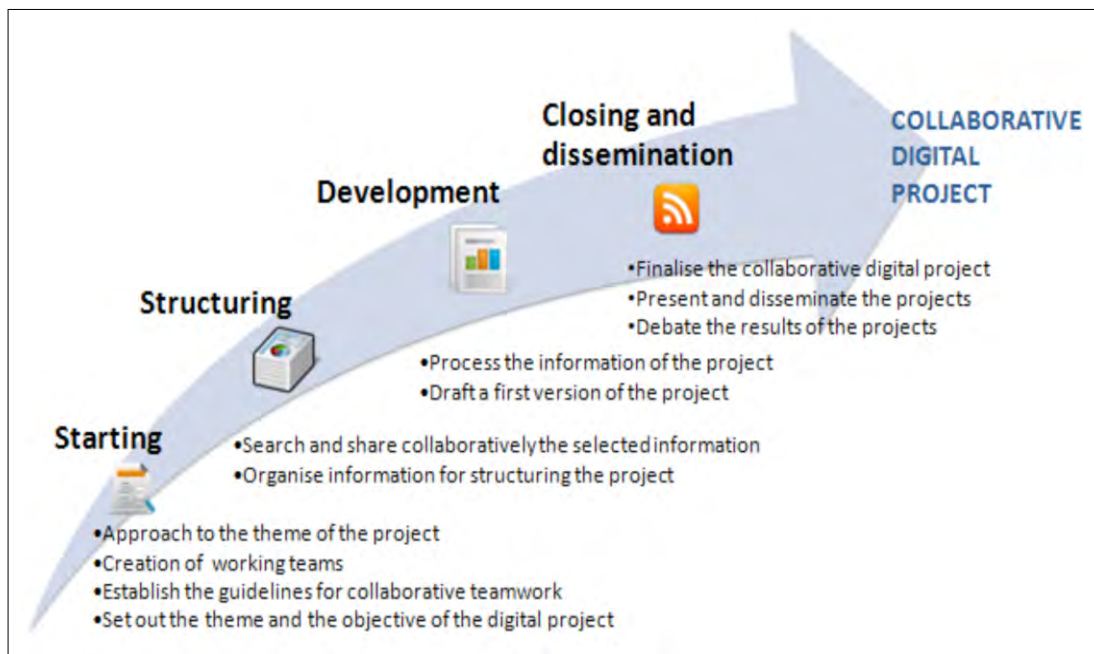 Closing and
dissemination
COLLABORATIVE
DIGITAL
PROJECT
Development
•Finalise the collaborative digital project
•Present and disseminate the projects
•Debate the results of the projects
Structuring
•Process the information of the project
•Draft a first version of the project
Starting
•Search and share collaboratively the selected information
•Organise information for structuring the project
•Approach to the theme of the project
•Creation of working teams
•Establish the guidelines for collaborative teamwork
•Set out the theme and the objective of the digital project